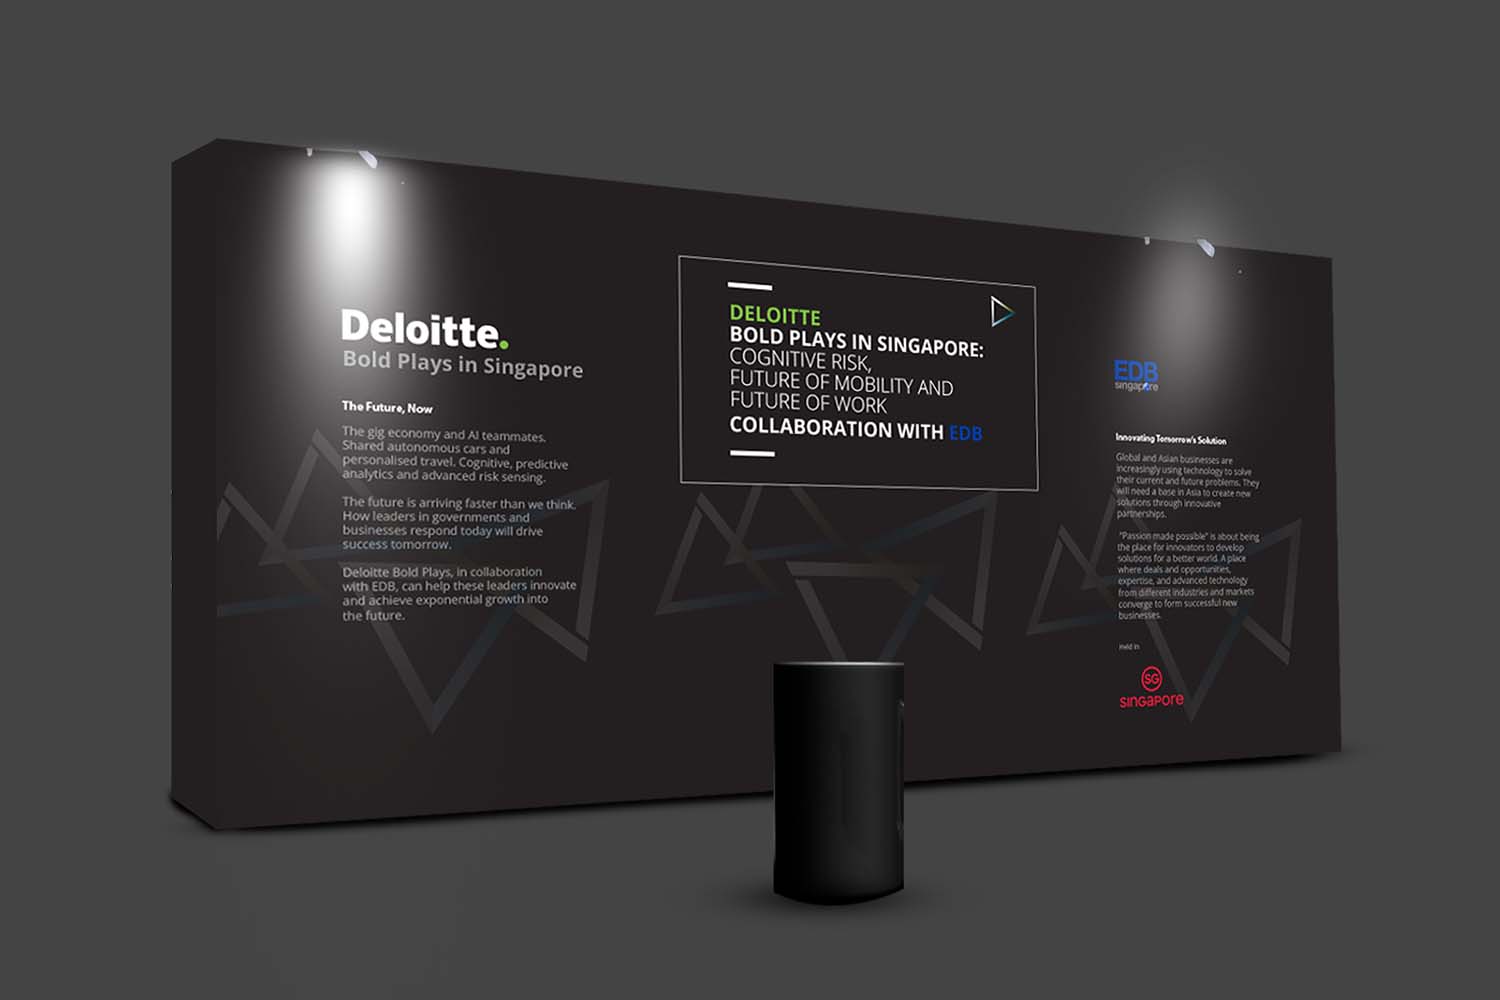 Deloitte.
Bold Plays in Singapore
The Future, Now
The gig economy and AI teammates.
Shared autonomous cars and
personalised travel. Cognitive, predictive
analytics and advanced risk sensing.
The future is arriving faster than we think.
How leaders in governments and
businesses respond today will drive
success tomorrow.
Deloitte Bold Plays, in collaboration
with EDB, can help these leaders innovate
and achieve exponential growth into
the future.
DELOITTE
BOLD PLAYS IN SINGAPORE:
COGNITIVE RISK,
FUTURE OF MOBILITY AND
FUTURE OF WORK
COLLABORATION WITH EDB
EDB
singapore
Innovating Tomorrow's Solution
Global and Asian businesses are
increasingly using technology to solve
their current and future problems. They
will need a base in Asia to create new
solutions through innovative
partnerships.
"Passion made possible" is about being
the place for innovators to develop
solutions for a better world. A place
where deals and opportunities,
expertise, and advanced technology
from different industries and markets
converge to form successful new
businesses.
Held in
SG
SINGAPORE